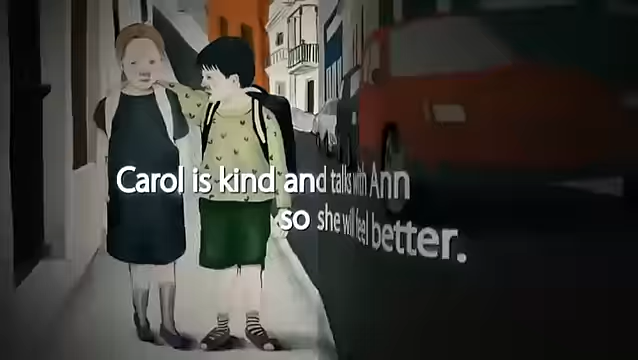 Carol is kind and talks with Ann
so she will feel better.